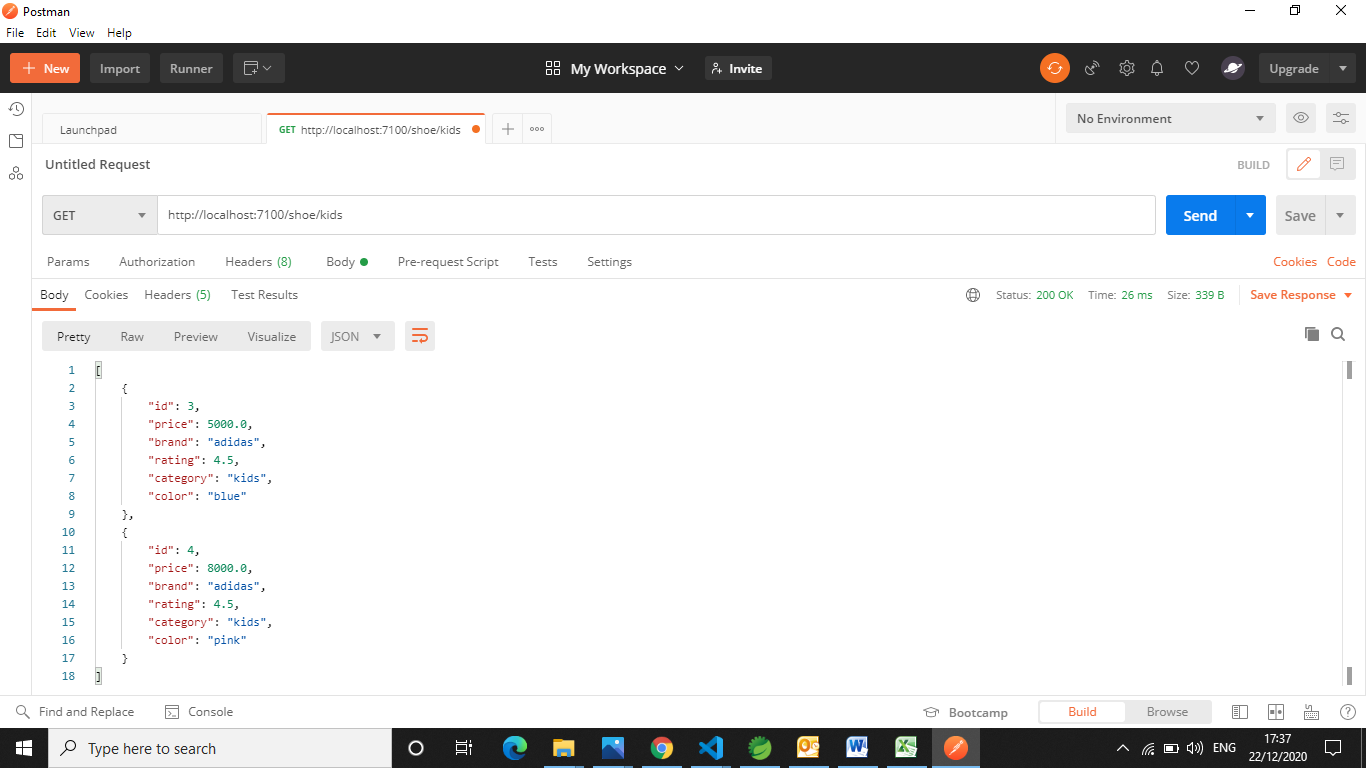 Postman
File Edit View Help
New Import Runner My Workspace Invite Upgrade
Launchpad GET http://localhost:7100/shoe/kids No Environment
Untitled Request BUILD
GET http://localhost:7100/shoe/kids Send Save
Params Authorization Headers (8) Body Pre-request Script Tests Settings Cookies Code
Body Cookies Headers (5) Test Results Status: 200 OK Time: 26 ms Size: 339 B Save Response
Pretty Raw Preview Visualize JSON
1 [
2 {
3 "id": 3,
4 "price": 5000.0,
5 "brand": "adidas",
6 "rating": 4.5,
7 "category": "kids",
8 "color": "blue"
9 },
10 {
11 "id": 4,
12 "price": 8000.0,
13 "brand": "adidas",
14 "rating": 4.5,
15 "category": "kids",
16 "color": "pink"
17 }
18 ]
Find and Replace Console Bootcamp Build Browse
Type here to search ENG 17:37
22/12/2020